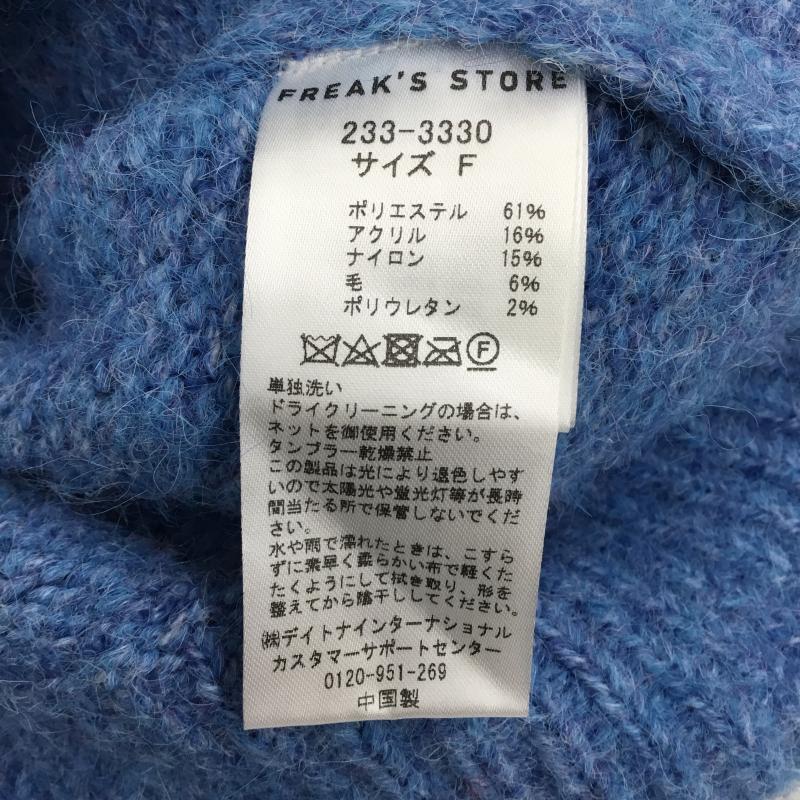 FREAK'S STORE
233-3330
サイズ F
ポリエステル 61%
アクリル 16%
ナイロン 15%
毛 6%
ポリウレタン 2%
F
単独洗い
ドライクリーニングの場合は、
ネットを御使用ください。
タンブラー乾燥禁止
この製品は光により退色しやす
いので太陽光や蛍光灯等が長時
間当たる所で保管しないでくだ
さい。
水や雨で濡れたときは、こすら
ずに素早く柔らかい布で軽くた
たくようにして拭き取り、形を
整えてから陰干ししてください。
㈱デイトナインターナショナル
カスタマーサポートセンター
0120-951-269
中国製